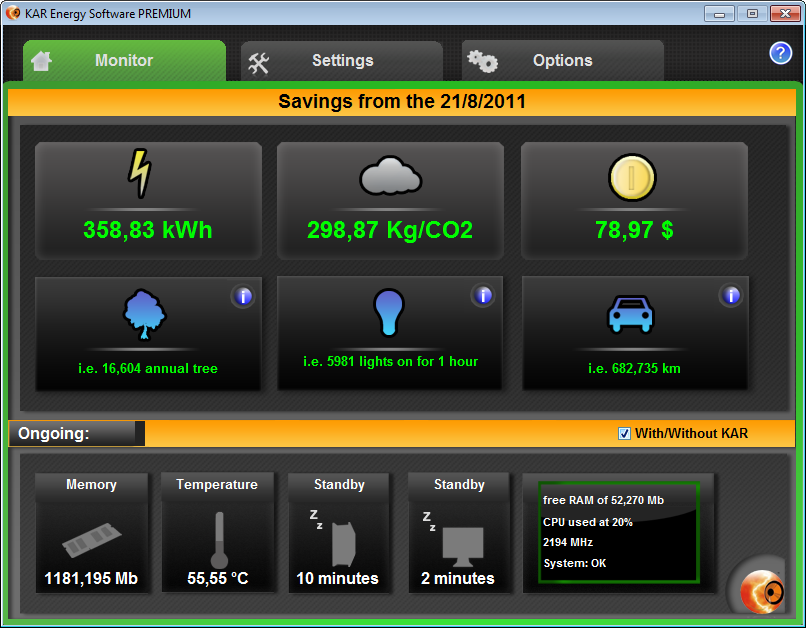 KAR Energy Software PREMIUM
Monitor
Settings
Options
?
Savings from the 21/8/2011
358,83 kWh
298,87 Kg/CO2
78,97 $
i
i
i
i.e. 16,604 annual tree
i.e. 5981 lights on for 1 hour
i.e. 682,735 km
Ongoing:
With/Without KAR
Memory
Temperature
Standby
Standby
Z
z
Z
z
1181,195 Mb
55,55 °C
10 minutes
2 minutes
free RAM of 52,270 Mb
CPU used at 20%
2194 MHz
System: OK